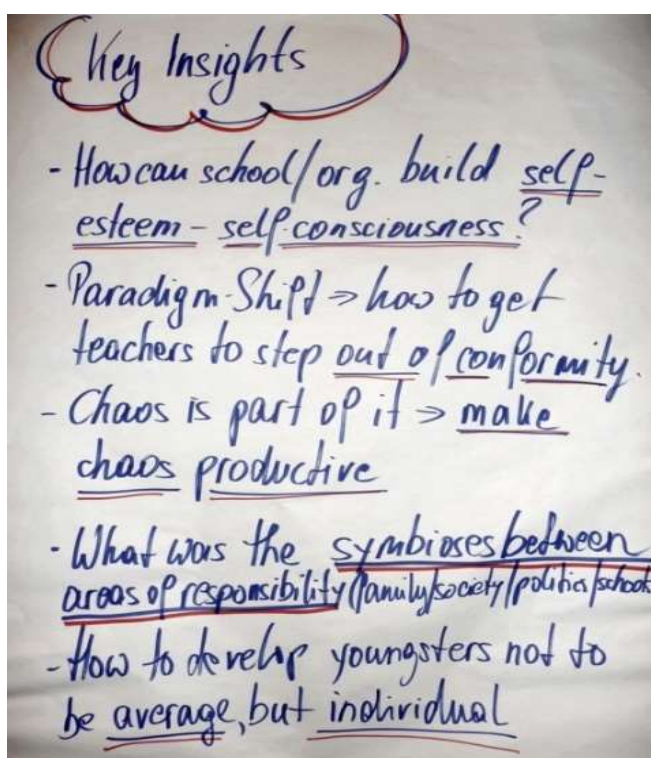 Key Insights
- How can school/org. build self-
esteem - self-consciousness?
- Paradigm-Shift → how to get
teachers to step out of conformity.
- Chaos is part of it → make
chaos productive
- What was the symbioses between
areas of responsibility (family/society/politics/school
- How to develop youngsters not to
be average, but individual